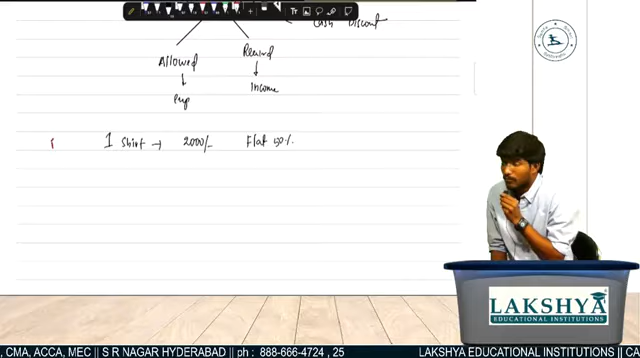 Tr
Cash Discount
Allowed
Received
Exp
Income
1 Shirt → 2000/- Flat 50%.
LAKSHYA
EDUCATIONAL INSTITUTIONS
, CMA, ACCA, MEC || S R NAGAR HYDERABAD || ph : 888-666-4724 , 25
LAKSHYA EDUCATIONAL INSTITUTIONS || CA